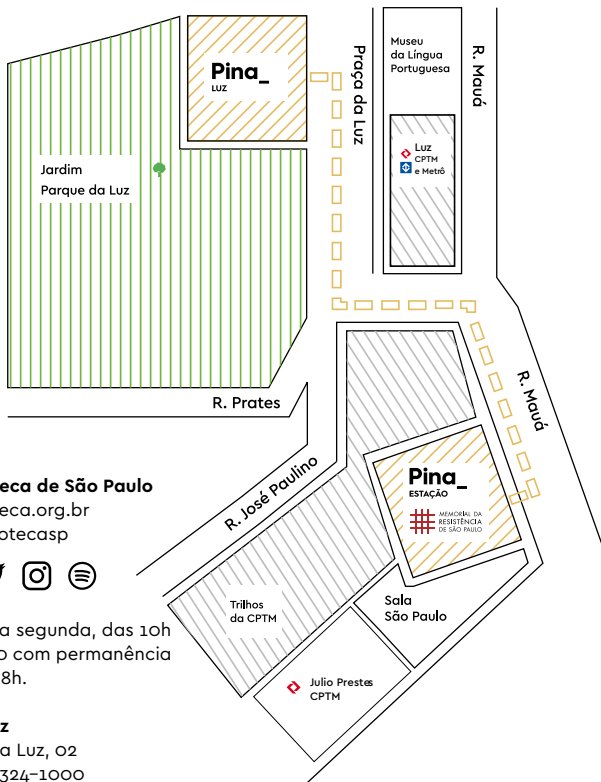 Pina_
LUZ
Praça da Luz
Museu
da Língua
Portuguesa
R. Mauá
Luz
CPTM
e Metrô
Jardim
Parque da Luz
R. Prates
R. José Paulino
R. Mauá
Pina_
ESTAÇÃO
MEMORIAL DA
RESISTÊNCIA
DE SÃO PAULO
Trilhos
da CPTM
Sala
São Paulo
Julio Prestes
CPTM
eca de São Paulo
eca.org.br
otecasp
a segunda, das 10h
o com permanência
8h.
z
a Luz, 02
324-1000